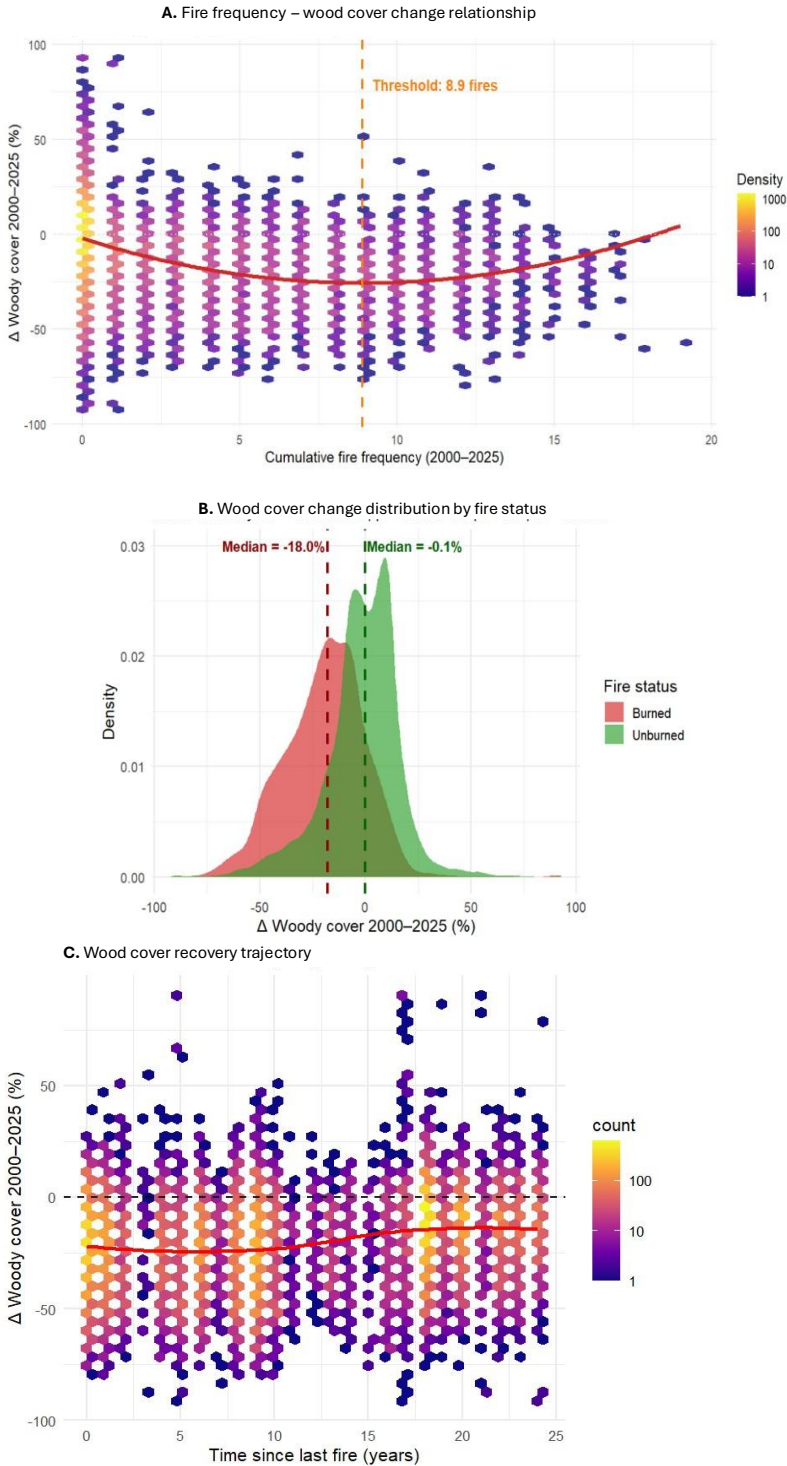 A. Fire frequency – wood cover change relationship
100
50
0
-50
-100
Δ Woody cover 2000–2025 (%)
Threshold: 8.9 fires
0 5 10 15 20
Cumulative fire frequency (2000–2025)
Density
1000
100
10
1
B. Wood cover change distribution by fire status
Median = -18.0% Median = -0.1%
0.03
0.02
0.01
0.00
Density
-100 -50 0 50 100
Δ Woody cover 2000–2025 (%)
Fire status
Burned
Unburned
C. Wood cover recovery trajectory
50
0
-50
-100
Δ Woody cover 2000–2025 (%)
0 5 10 15 20 25
Time since last fire (years)
count
100
10
1